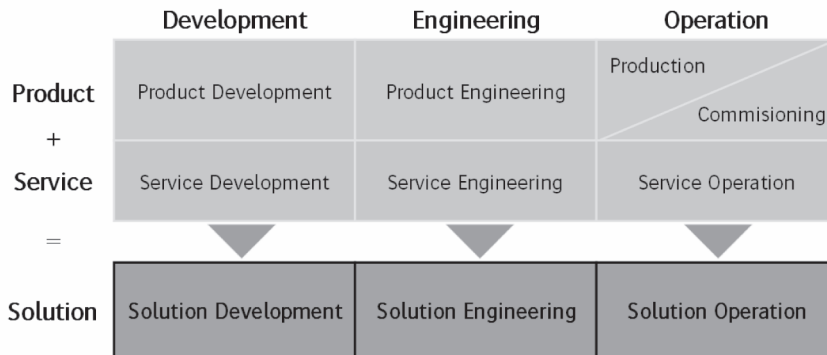 Development Engineering Operation
Product Product Development Product Engineering Production
Commisioning
+
Service Service Development Service Engineering Service Operation
=
Solution Solution Development Solution Engineering Solution Operation